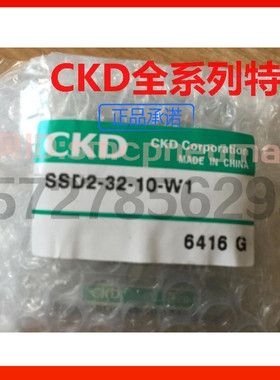 CKD全系列特
正品承诺
CKD
CKD Corporation
MADE IN CHINA
SSD2-32-10-W1
6416 G
CKD